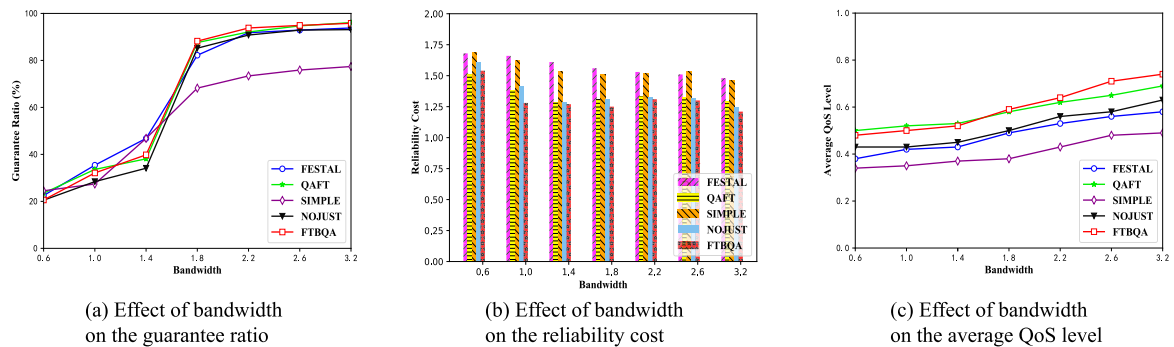 Guarantee Ratio (%)
100
80
60
40
20
0
FESTAL
QAFT
SIMPLE
NOJUST
FTBQA
0.6 1.0 1.4 1.8 2.2 2.6 3.2
Bandwidth
(a) Effect of bandwidth
on the guarantee ratio
Reliability Cost
2.00
1.75
1.50
1.25
1.00
0.75
0.50
0.25
0.00
FESTAL
QAFT
SIMPLE
NOJUST
FTBQA
0.6 1.0 1.4 1.8 2.2 2.6 3.2
Bandwidth
(b) Effect of bandwidth
on the reliability cost
Average QoS Level
1.0
0.8
0.6
0.4
0.2
0.0
FESTAL
QAFT
SIMPLE
NOJUST
FTBQA
0.6 1.0 1.4 1.8 2.2 2.6 3.2
Bandwidth
(c) Effect of bandwidth
on the average QoS level